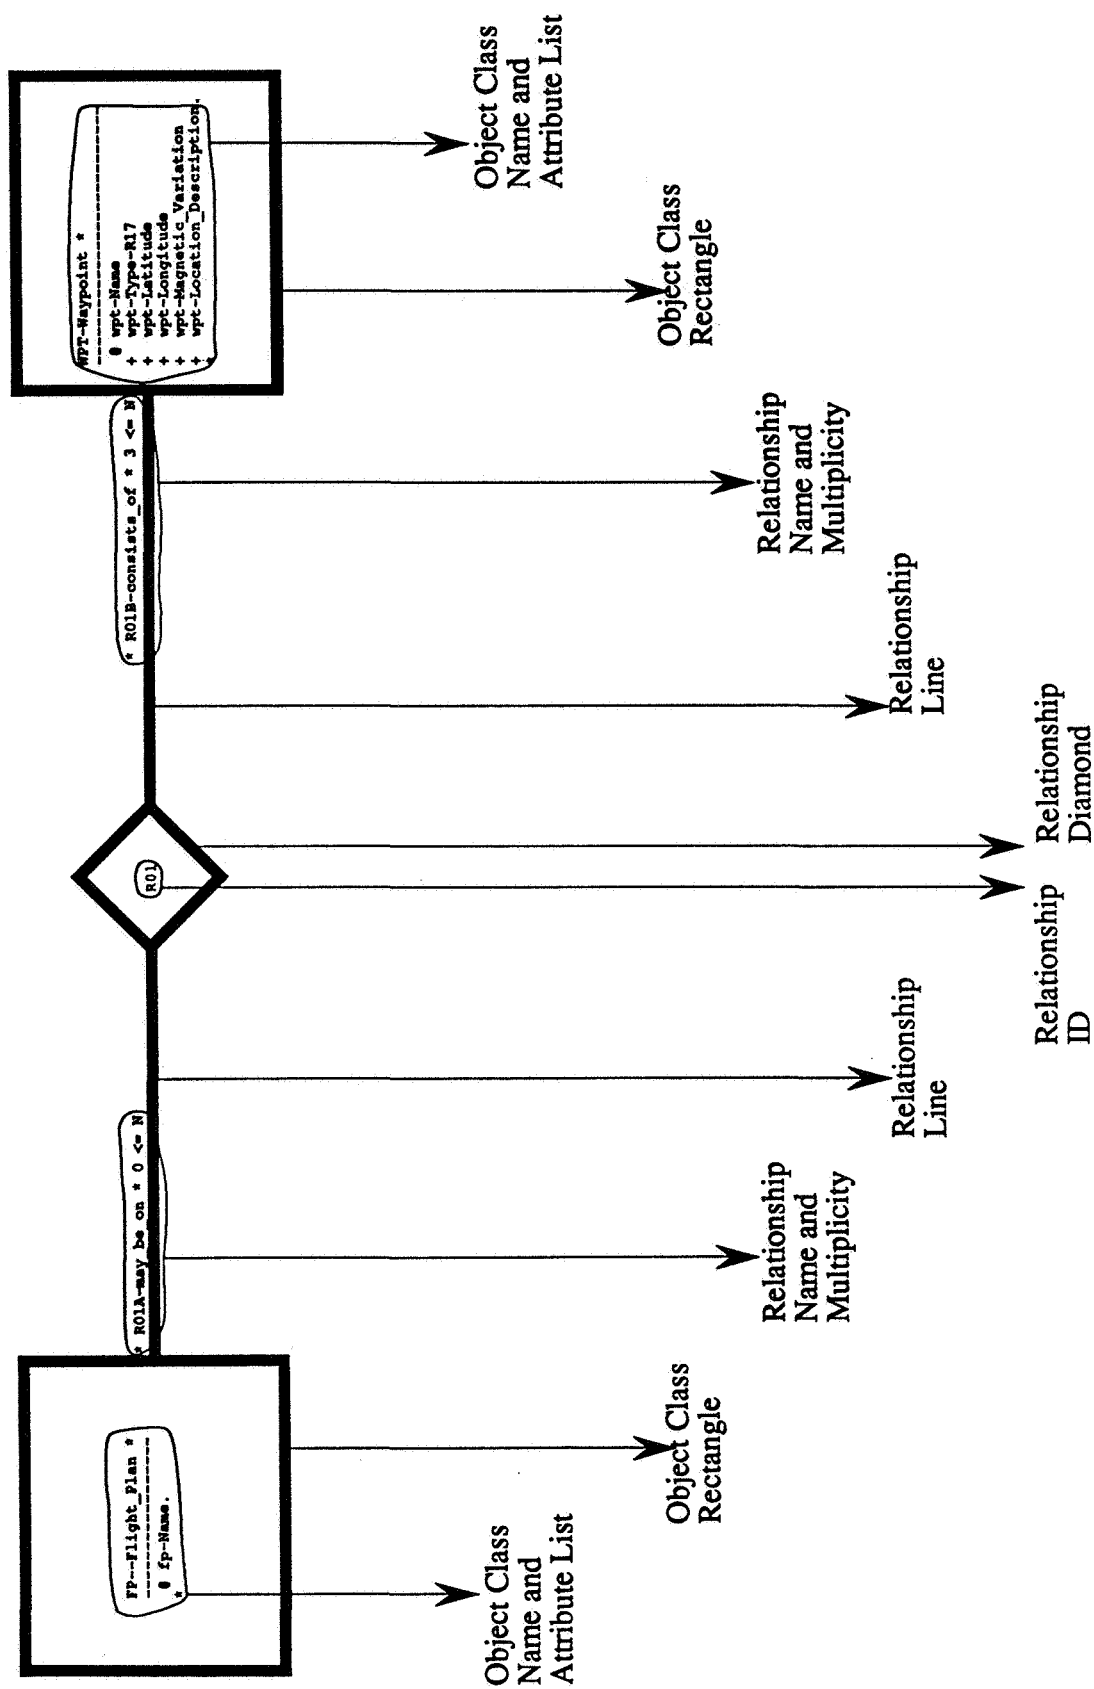 FP--Flight_Plan *
-----------------
@ fp-Name.
*
* R01A-may be on * 0 <= N
R01
* R01B-consists_of * 3 <= N
WPT-Waypoint *
--------------------------------
@ wpt-Name
+ wpt-Type-R17
+ wpt-Latitude
+ wpt-Longitude
+ wpt-Magnetic_Variation
+ wpt-Location_Description.
*
Object Class
Name and
Attribute List
Object Class
Rectangle
Relationship
Name and
Multiplicity
Relationship
Line
Relationship
ID
Relationship
Diamond
Relationship
Line
Relationship
Name and
Multiplicity
Object Class
Rectangle
Object Class
Name and
Attribute List